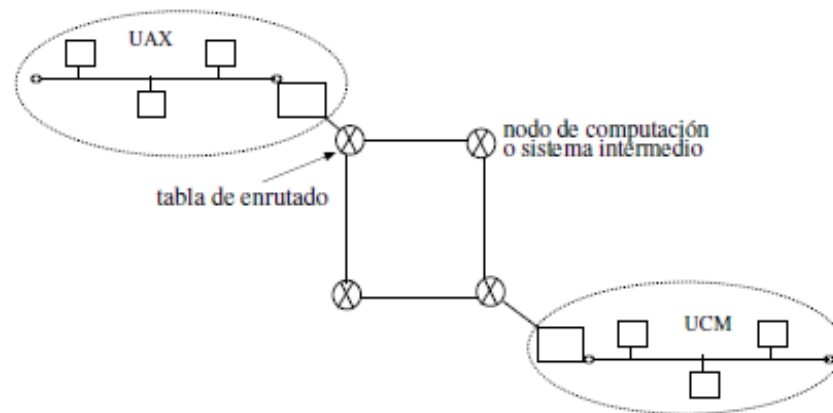 UAX
nodo de computación
o sistema intermedio
tabla de enrutado
UCM